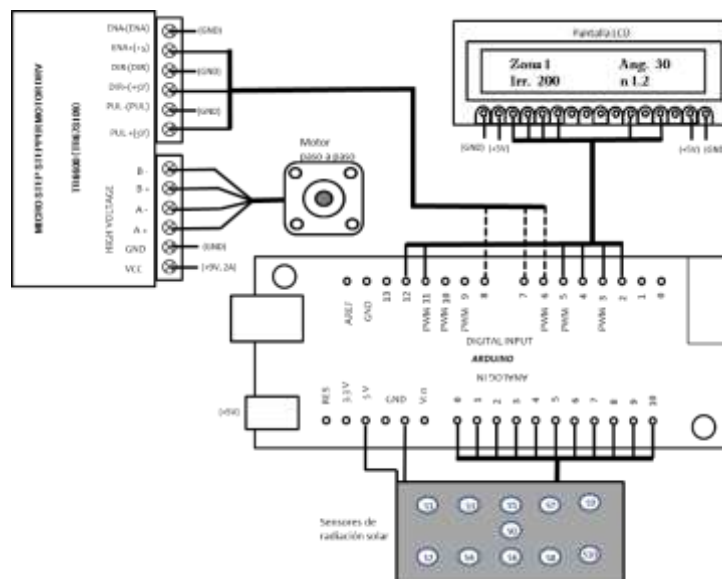 ENA-(ENA)
(GND)
ENA+(+5)
DIR-(DIR)
(GND)
DIR+(+5V)
PUL-(PUL)
(GND)
PUL+(5V)
MICRO STEP STEPPER MOTOR DRIV
HIGH VOLTAGE
B -
B +
A -
A +
GND
(GND)
VCC
(+9V, 2A)
Motor
paso a paso
Pantalla LCD
Zona 1 Ang. 30
Irr. 200 n 1.2
(GND) (+5V) (+5V) (GND)
AREF GND 13 12 PWM 11 PWM 10 PWM 9 8 7 PWM 6 PWM 5 4 PWM 3 2 1 0
DIGITAL INPUT
ARDUINO
ANALOG IN
RES 3.3 V 5 V GND Vin 0 1 2 3 4 5 6 7 8 9 10
(+5V)
Sensores de
radiación solar
S1 S3 S5 S7 S9
S0
S2 S4 S6 S8 S10